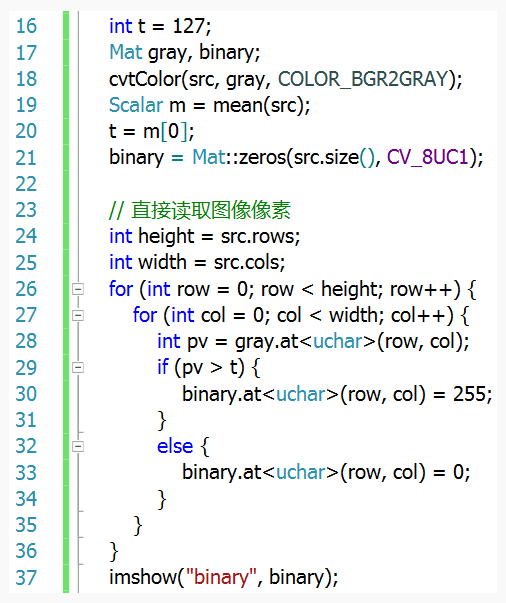 16 int t = 127;
17 Mat gray, binary;
18 cvtColor(src, gray, COLOR_BGR2GRAY);
19 Scalar m = mean(src);
20 t = m[0];
21 binary = Mat::zeros(src.size(), CV_8UC1);
22
23 // 直接读取图像像素
24 int height = src.rows;
25 int width = src.cols;
26 for (int row = 0; row < height; row++) {
27 for (int col = 0; col < width; col++) {
28 int pv = gray.at<uchar>(row, col);
29 if (pv > t) {
30 binary.at<uchar>(row, col) = 255;
31 }
32 else {
33 binary.at<uchar>(row, col) = 0;
34 }
35 }
36 }
37 imshow("binary", binary);